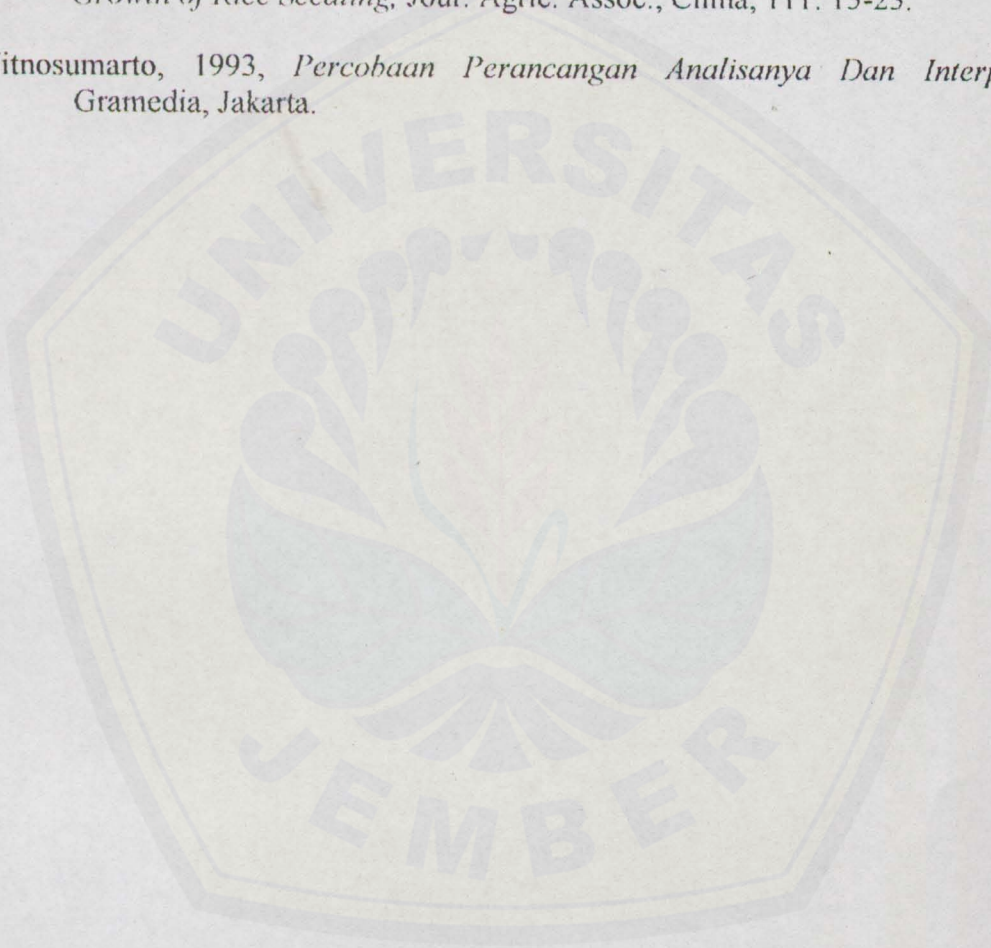 Growth of Rice Seedling, Jour. Agric. Assoc., China, 111: 15-23.
itnosumarto, 1993, Percobaan Perancangan Analisanya Dan Interp
Gramedia, Jakarta.
UNIVERSITAS
JEMBER